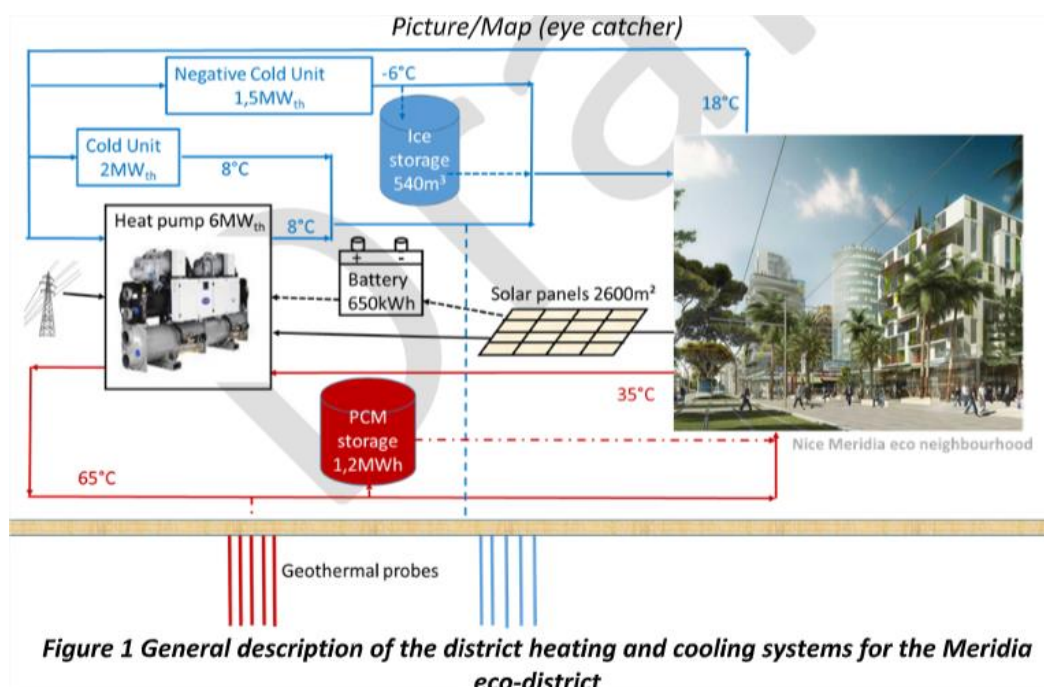 Picture/Map (eye catcher)
Negative Cold Unit
1,5MWth
-6°C
18°C
Ice
storage
540m³
Cold Unit
2MWth
8°C
Heat pump 6MWth
8°C
+ -
Battery
650kWh
Solar panels 2600m²
35°C
PCM
storage
1,2MWh
Nice Meridia eco neighbourhood
65°C
Geothermal probes
Figure 1 General description of the district heating and cooling systems for the Meridia
eco-district
Dra